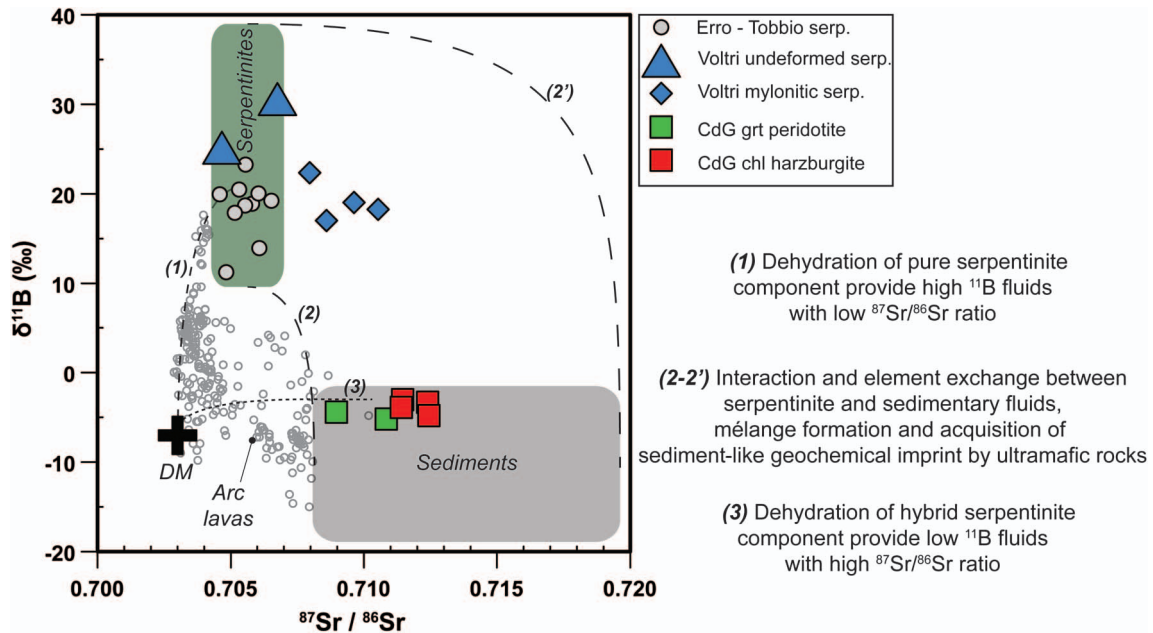 40
30
20
10
0
-10
-20
δ¹¹B (‰)
0.700
0.705
0.710
0.715
0.720
⁸⁷Sr / ⁸⁶Sr
Serpentinites
(1)
(2)
(2’)
(3)
DM
Arc
lavas
Sediments
Erro - Tobbio serp.
Voltri undeformed serp.
Voltri mylonitic serp.
CdG grt peridotite
CdG chl harzburgite
(1) Dehydration of pure serpentinite
component provide high ¹¹B fluids
with low ⁸⁷Sr/⁸⁶Sr ratio
(2-2’) Interaction and element exchange between
serpentinite and sedimentary fluids,
mélange formation and acquisition of
sediment-like geochemical imprint by ultramafic rocks
(3) Dehydration of hybrid serpentinite
component provide low ¹¹B fluids
with high ⁸⁷Sr/⁸⁶Sr ratio